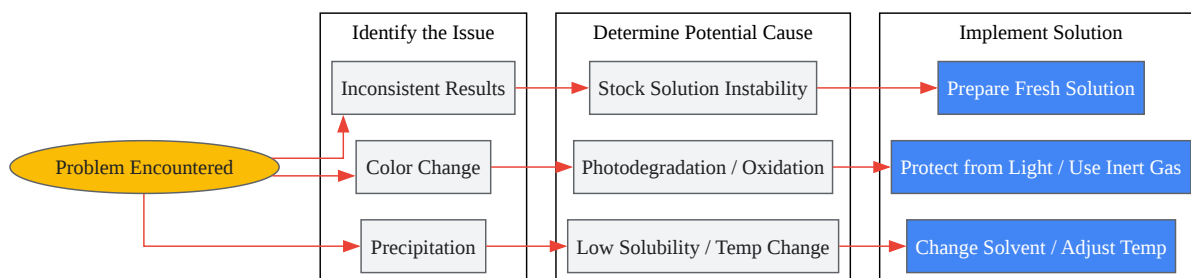 Identify the Issue
Determine Potential Cause
Implement Solution
Inconsistent Results
Stock Solution Instability
Prepare Fresh Solution
Problem Encountered
Color Change
Photodegradation / Oxidation
Protect from Light / Use Inert Gas
Precipitation
Low Solubility / Temp Change
Change Solvent / Adjust Temp